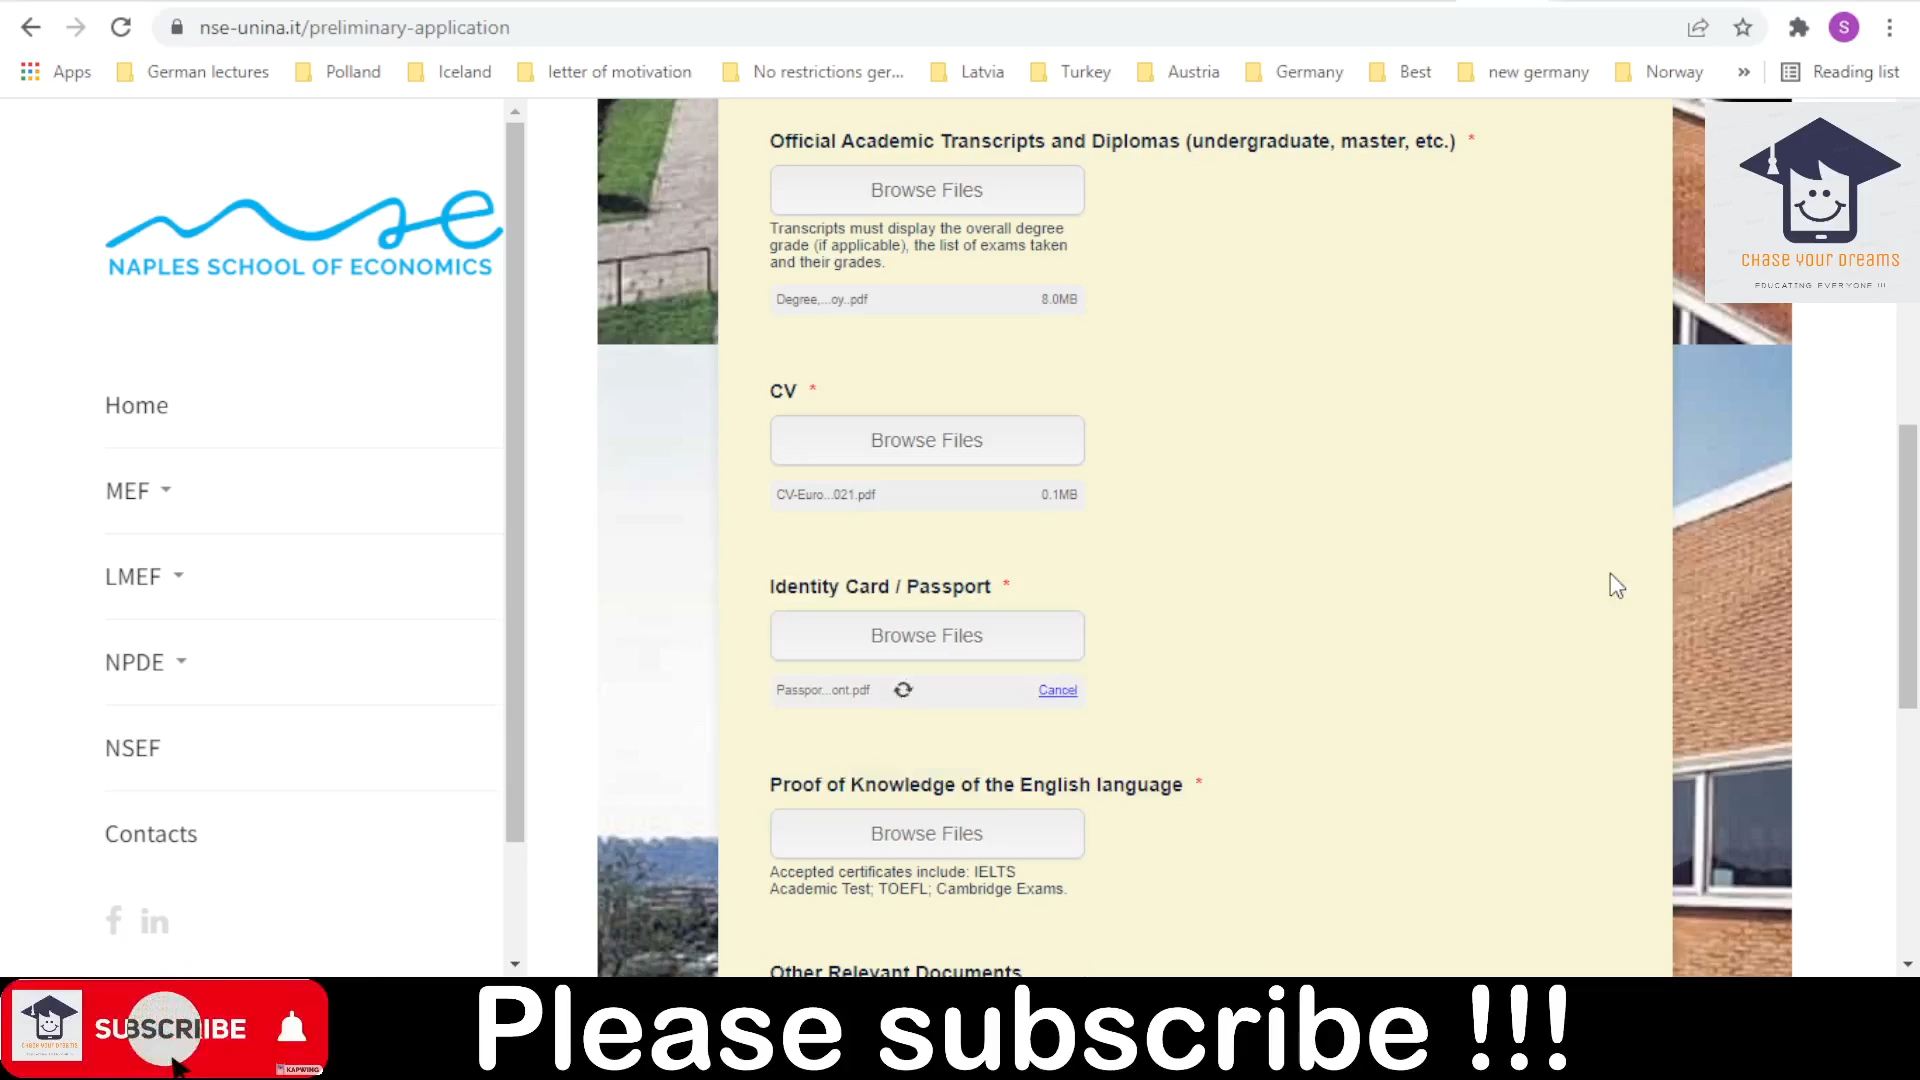 nse-unina.it/preliminary-application
S
Apps
German lectures
Polland
Iceland
letter of motivation
No restrictions ger...
Latvia
Turkey
Austria
Germany
Best
new germany
Norway
»
Reading list
nse
NAPLES SCHOOL OF ECONOMICS
Home
MEF
LMEF
NPDE
NSEF
Contacts
f in
Official Academic Transcripts and Diplomas (undergraduate, master, etc.) *
Browse Files
Transcripts must display the overall degree
grade (if applicable), the list of exams taken
and their grades.
Degree,...oy..pdf 8.0MB
CV *
Browse Files
CV-Euro...021.pdf 0.1MB
Identity Card / Passport *
Browse Files
Passpor...ont.pdf Cancel
Proof of Knowledge of the English language *
Browse Files
Accepted certificates include: IELTS
Academic Test; TOEFL; Cambridge Exams.
Other Relevant Documents
CHASE YOUR DREAMS
EDUCATING EVERYONE !!!
CHASE YOUR DREAMS
SUBSCRIBE
KAPWING
Please subscribe !!!